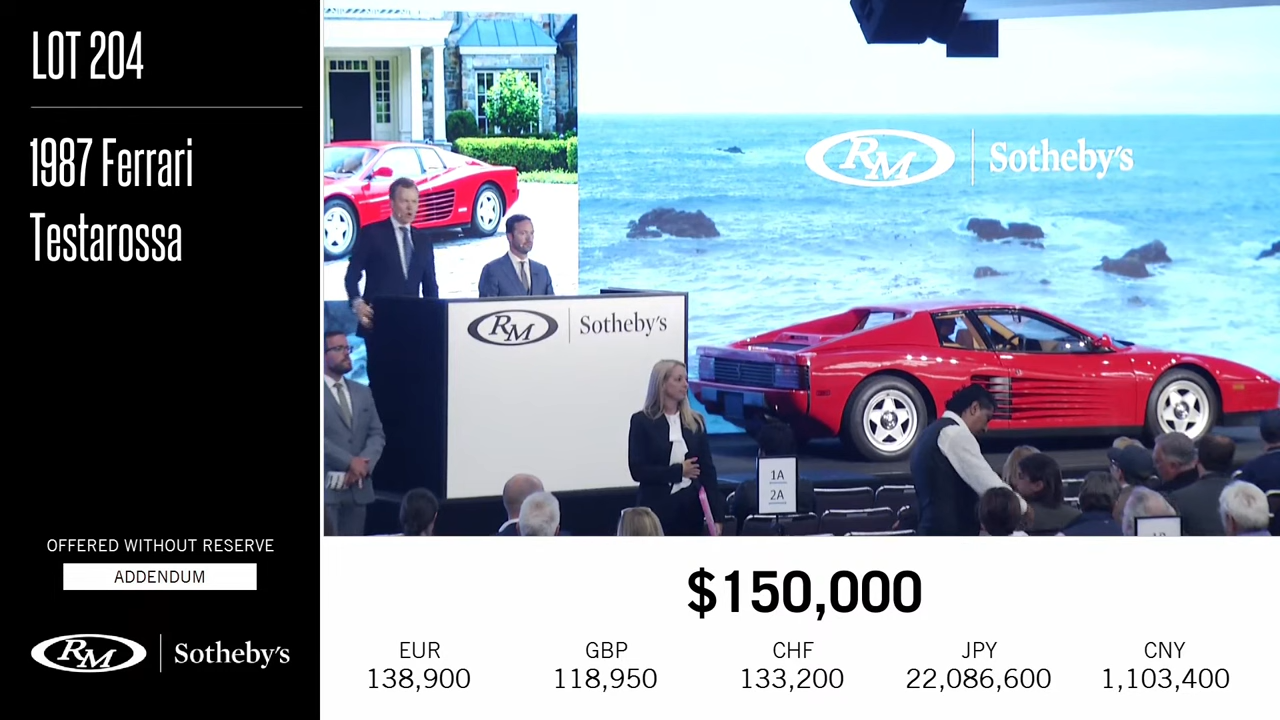 LOT 204
1987 Ferrari
Testarossa
OFFERED WITHOUT RESERVE
ADDENDUM
RM Sotheby's
RM Sotheby's
RM Sotheby's
1A
2A
$150,000
EUR
138,900
GBP
118,950
CHF
133,200
JPY
22,086,600
CNY
1,103,400